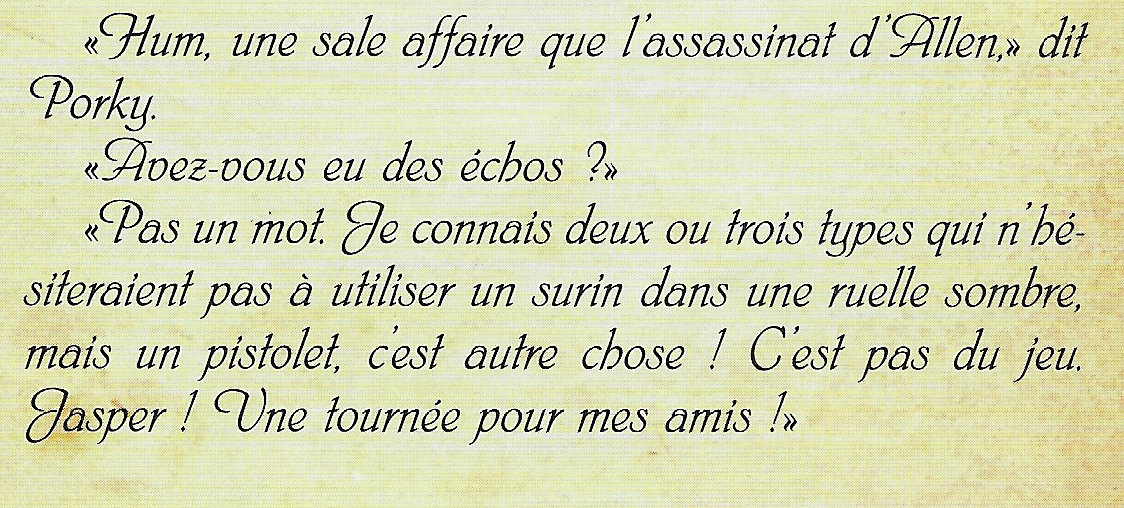 «Hum, une sale affaire que l'assassinat d'Allen,» dit
Porky.
«Avez-vous eu des échos ?»
«Pas un mot. Je connais deux ou trois types qui n'hé-
siteraient pas à utiliser un surin dans une ruelle sombre,
mais un pistolet, c'est autre chose ! C'est pas du jeu.
Jasper ! Une tournée pour mes amis !»